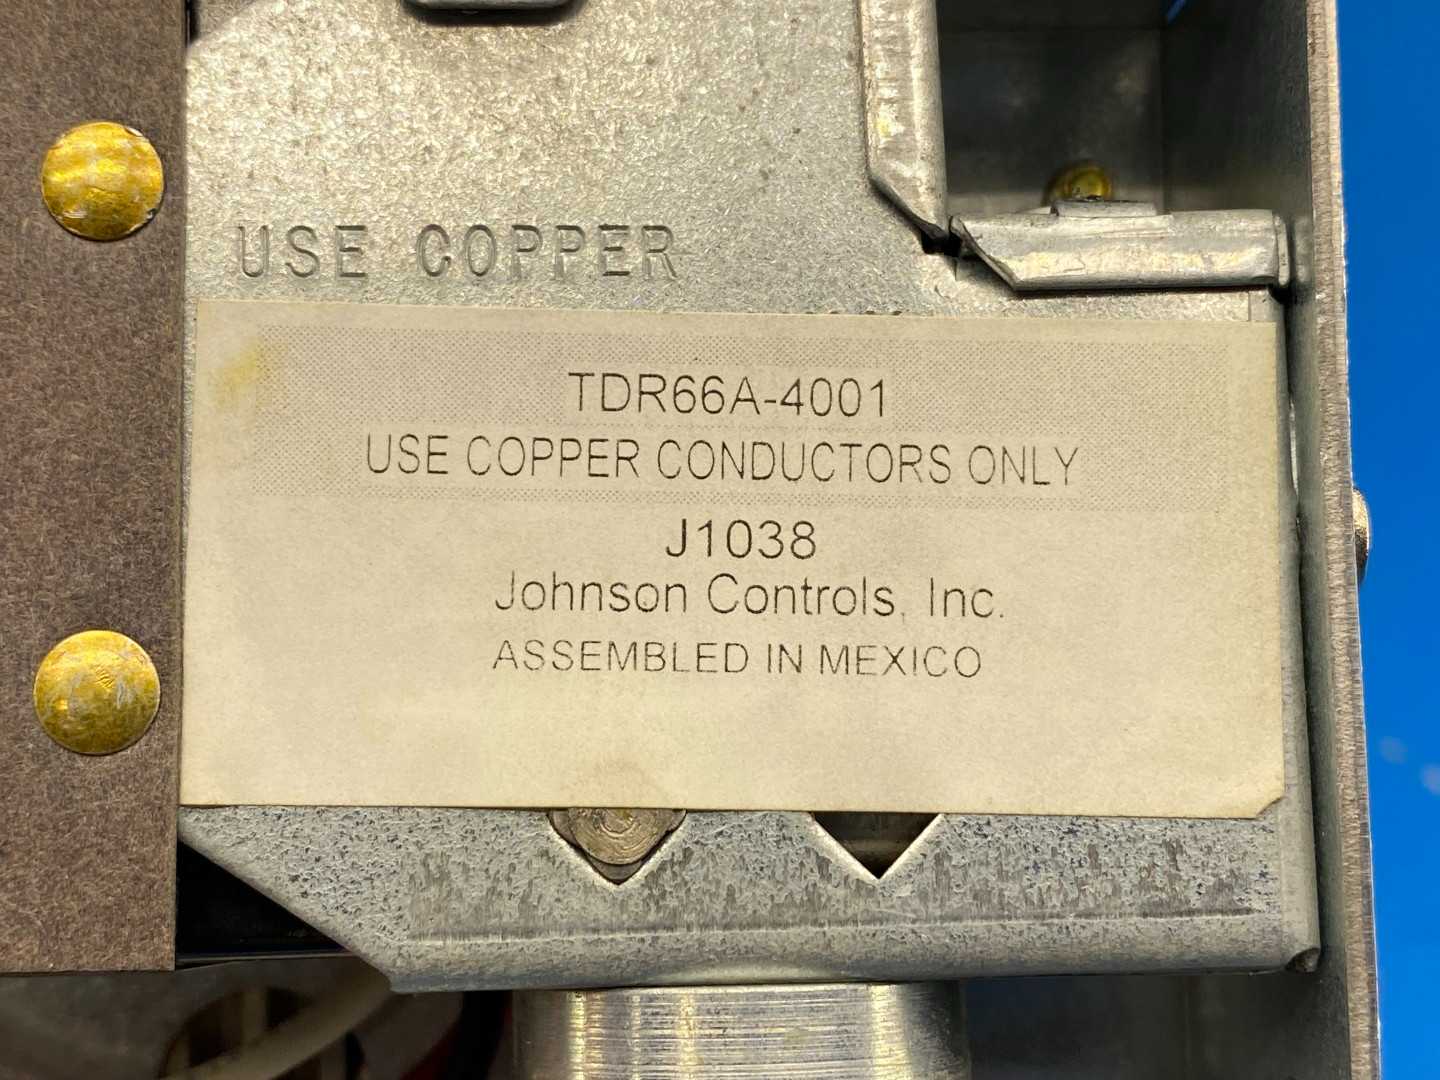 USE COPPER
TDR66A-4001
USE COPPER CONDUCTORS ONLY
J1038
Johnson Controls, Inc.
ASSEMBLED IN MEXICO